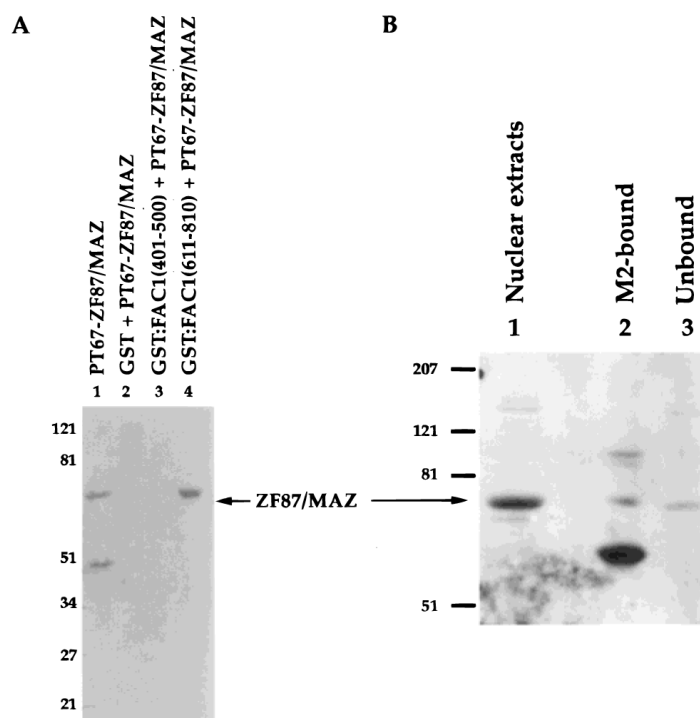 A
PT67-ZF87/MAZ
GST + PT67-ZF87/MAZ
GST:FAC1(401-500) + PT67-ZF87/MAZ
GST:FAC1(611-810) + PT67-ZF87/MAZ
1 2 3 4
121
81
51
34
27
21
ZF87/MAZ
B
Nuclear extracts
M2-bound
Unbound
1 2 3
207
121
81
51